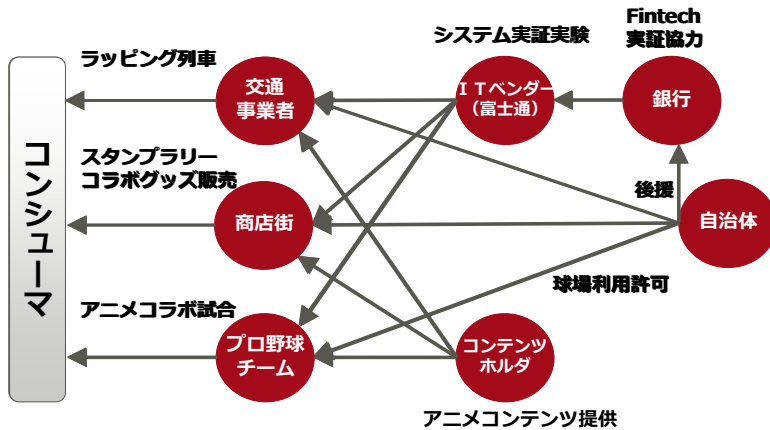 Fintech
実証協力
システム実証実験
ラッピング列車
交通
事業者
ＩＴベンダー
（富士通）
銀行
コンシューマ
スタンプラリー
コラボグッズ販売
商店街
後援
自治体
球場利用許可
アニメコラボ試合
プロ野球
チーム
コンテンツ
ホルダ
アニメコンテンツ提供